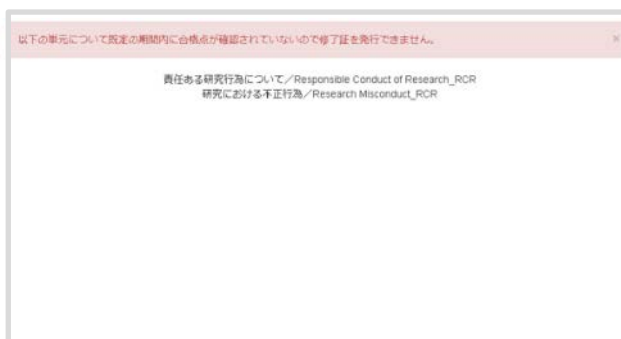 以下の単元について既定の期間内に合格点が確認されていないので修了証を発行できません。 ×
責任ある研究行為について／Responsible Conduct of Research_RCR
研究における不正行為／Research Misconduct_RCR